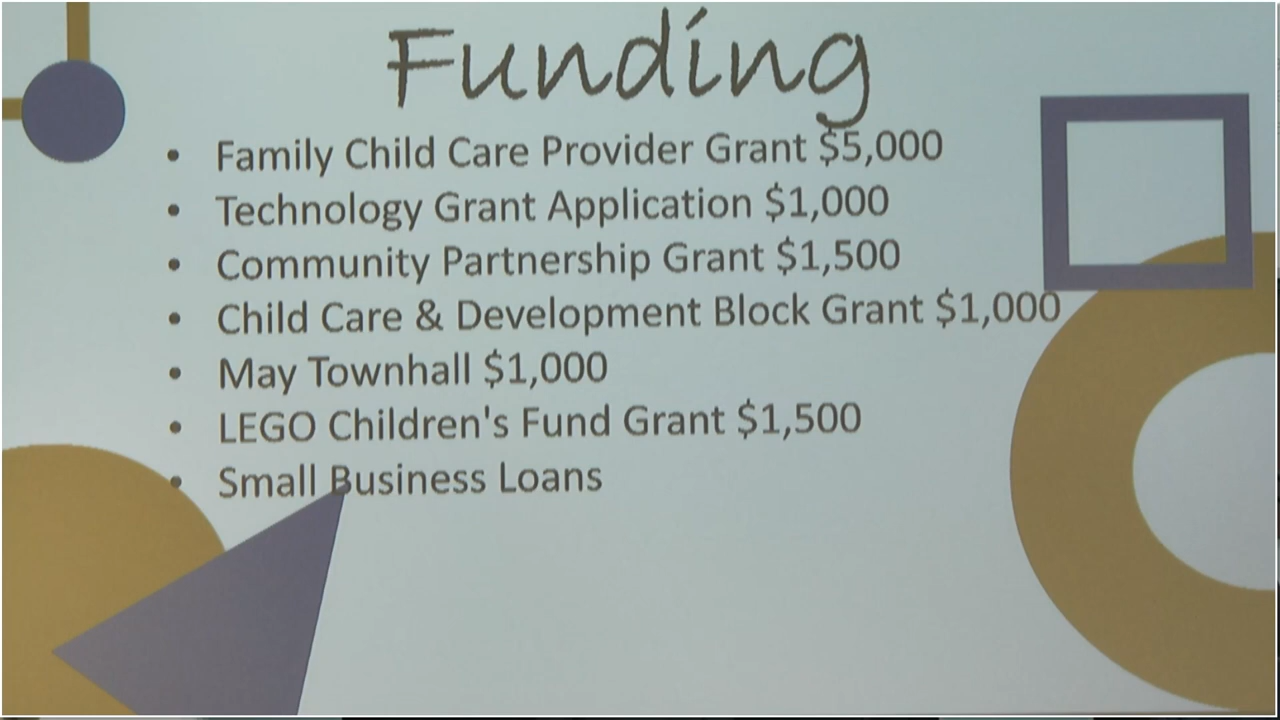 Funding
• Family Child Care Provider Grant $5,000
• Technology Grant Application $1,000
• Community Partnership Grant $1,500
• Child Care & Development Block Grant $1,000
• May Townhall $1,000
• LEGO Children's Fund Grant $1,500
• Small Business Loans